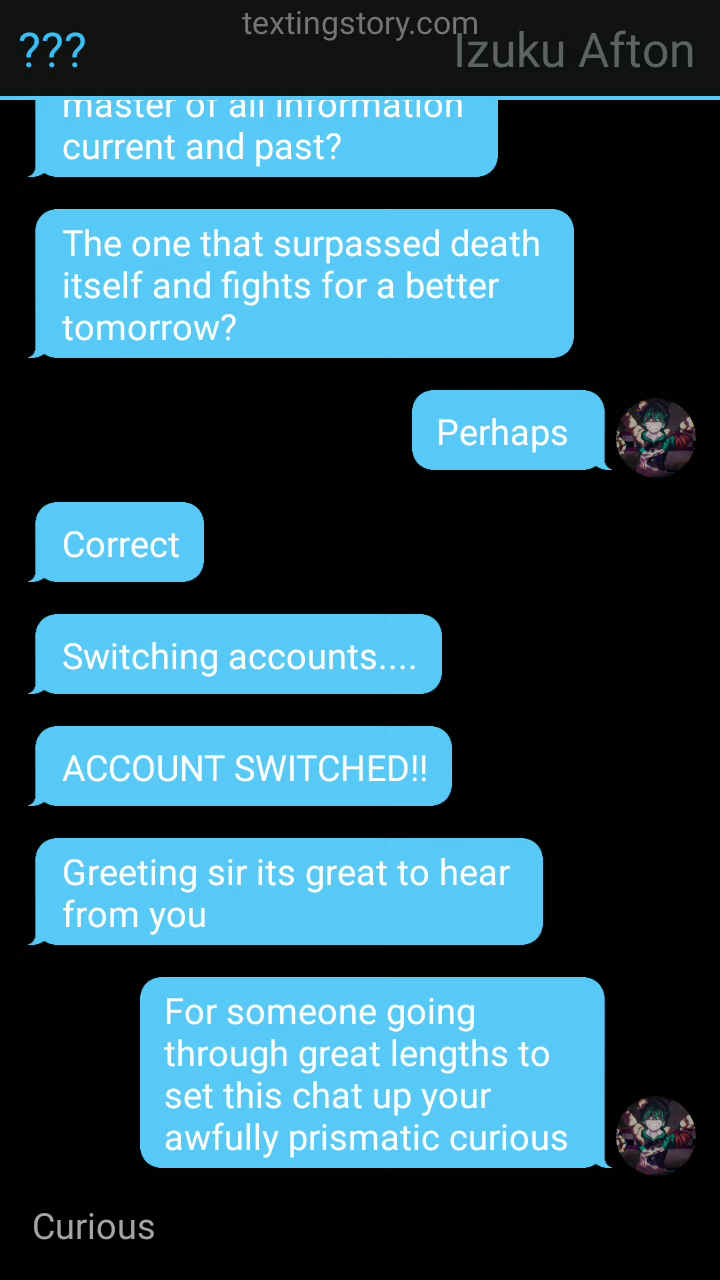 textingstory.com
???
Izuku Afton
master of all information
current and past?
The one that surpassed death
itself and fights for a better
tomorrow?
Perhaps
Correct
Switching accounts....
ACCOUNT SWITCHED!!
Greeting sir its great to hear
from you
For someone going
through great lengths to
set this chat up your
awfully prismatic curious
Curious